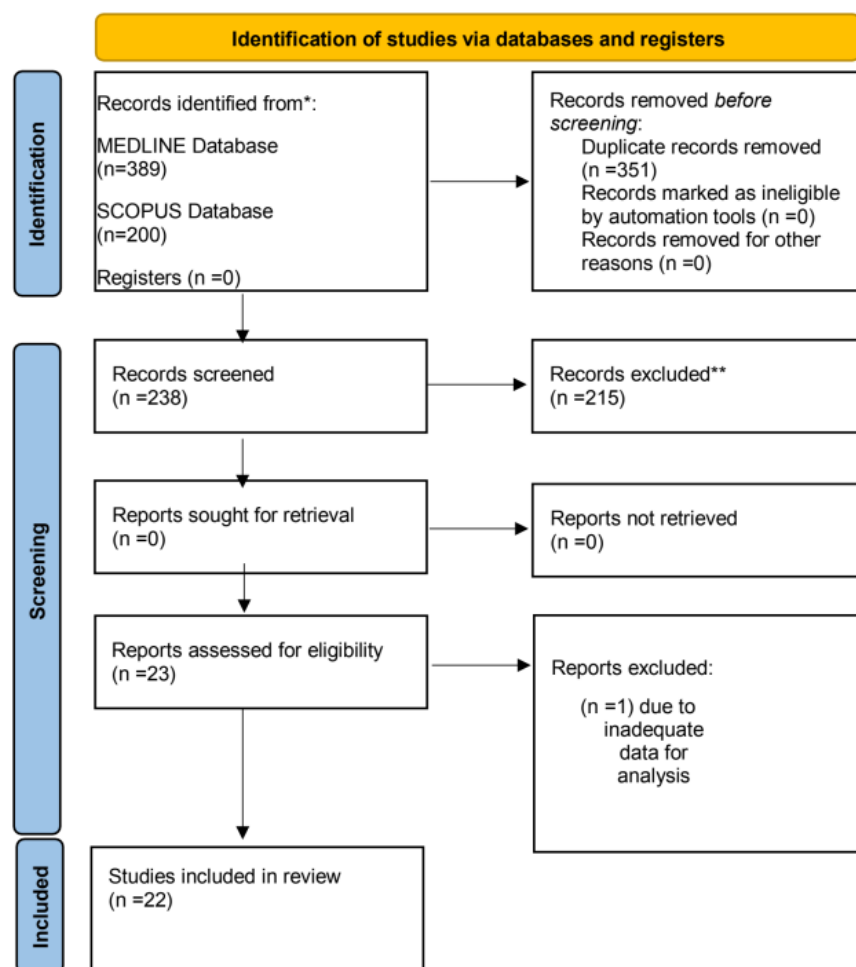 Identification of studies via databases and registers
Identification
Records identified from*:
MEDLINE Database
(n=389)
SCOPUS Database
(n=200)
Registers (n =0)
Records removed before
screening:
Duplicate records removed
(n =351)
Records marked as ineligible
by automation tools (n =0)
Records removed for other
reasons (n =0)
Screening
Records screened
(n =238)
Records excluded**
(n =215)
Reports sought for retrieval
(n =0)
Reports not retrieved
(n =0)
Reports assessed for eligibility
(n =23)
Reports excluded:
(n =1) due to
inadequate
data for
analysis
Included
Studies included in review
(n =22)